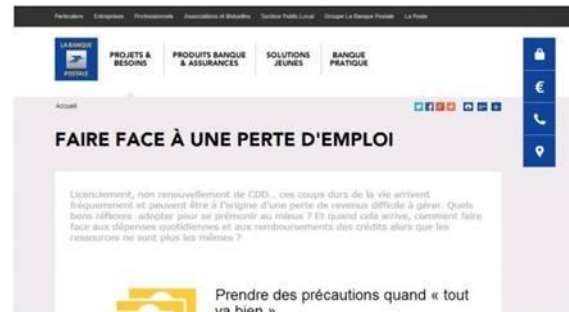 Particuliers Entreprises Professionnels Associations et Mutuelles Secteur Public Local Groupe La Banque Postale La Poste
LA BANQUE
POSTALE
PROJETS &
BESOINS
PRODUITS BANQUE
& ASSURANCES
SOLUTIONS
JEUNES
BANQUE
PRATIQUE
€
Accueil
FAIRE FACE À UNE PERTE D'EMPLOI
Licenciement, non renouvellement de CDD… ces coups durs de la vie arrivent
fréquemment et peuvent être à l'origine d'une perte de revenus difficile à gérer. Quels
bons réflexes adopter pour se prémunir au mieux ? Et quand cela arrive, comment faire
face aux dépenses quotidiennes et aux remboursements des crédits alors que les
ressources ne sont plus les mêmes ?
Prendre des précautions quand « tout
va bien »